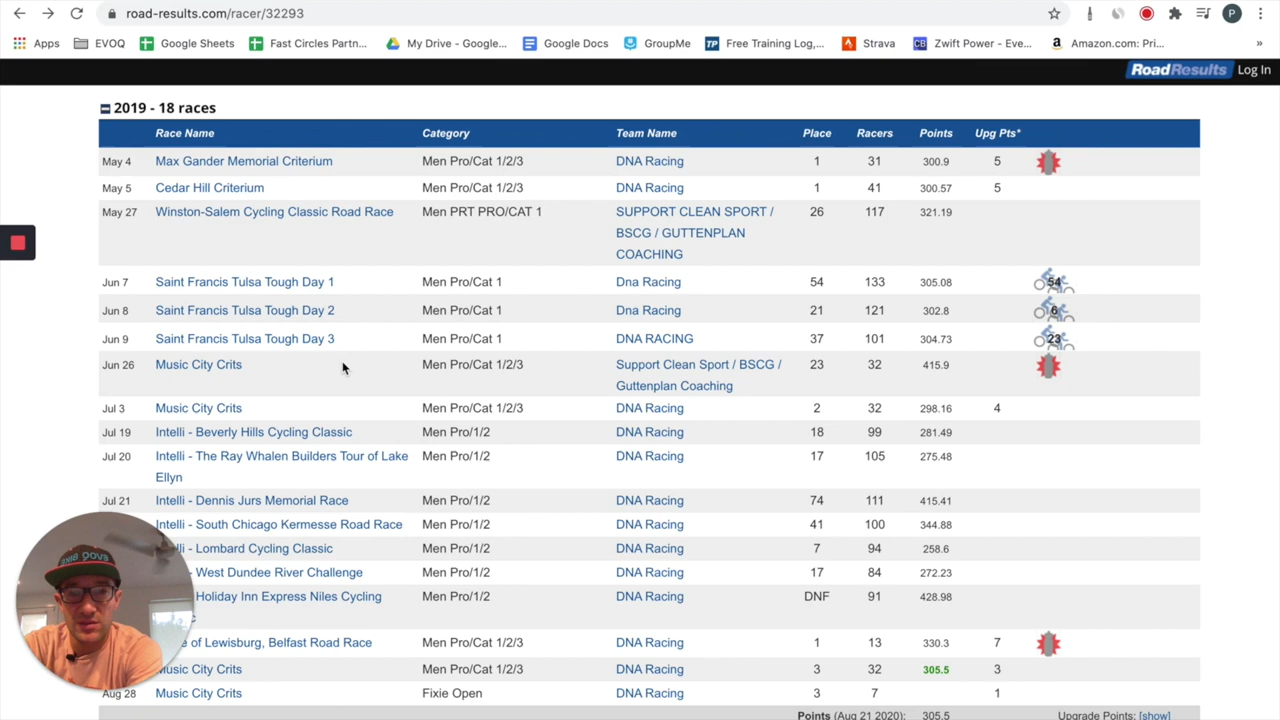 road-results.com/racer/32293 P
Apps EVOQ Google Sheets Fast Circles Partn... My Drive - Google... Google Docs GroupMe TP Free Training Log,... Strava CB Zwift Power - Eve... a Amazon.com: Pri... »
RoadResults Log In
2019 - 18 races
Race Name Category Team Name Place Racers Points Upg Pts*
May 4 Max Gander Memorial Criterium Men Pro/Cat 1/2/3 DNA Racing 1 31 300.9 5
May 5 Cedar Hill Criterium Men Pro/Cat 1/2/3 DNA Racing 1 41 300.57 5
May 27 Winston-Salem Cycling Classic Road Race Men PRT PRO/CAT 1 SUPPORT CLEAN SPORT / 26 117 321.19
BSCG / GUTTENPLAN
COACHING
Jun 7 Saint Francis Tulsa Tough Day 1 Men Pro/Cat 1 Dna Racing 54 133 305.08 54
Jun 8 Saint Francis Tulsa Tough Day 2 Men Pro/Cat 1 Dna Racing 21 121 302.8 6
Jun 9 Saint Francis Tulsa Tough Day 3 Men Pro/Cat 1 DNA RACING 37 101 304.73 23
Jun 26 Music City Crits Men Pro/Cat 1/2/3 Support Clean Sport / BSCG / 23 32 415.9
Guttenplan Coaching
Jul 3 Music City Crits Men Pro/Cat 1/2/3 DNA Racing 2 32 298.16 4
Jul 19 Intelli - Beverly Hills Cycling Classic Men Pro/1/2 DNA Racing 18 99 281.49
Jul 20 Intelli - The Ray Whalen Builders Tour of Lake Men Pro/1/2 DNA Racing 17 105 275.48
Ellyn
Jul 21 Intelli - Dennis Jurs Memorial Race Men Pro/1/2 DNA Racing 74 111 415.41
Intelli - South Chicago Kermesse Road Race Men Pro/1/2 DNA Racing 41 100 344.88
- Lombard Cycling Classic Men Pro/1/2 DNA Racing 7 94 258.6
- West Dundee River Challenge Men Pro/1/2 DNA Racing 17 84 272.23
Holiday Inn Express Niles Cycling Men Pro/1/2 DNA Racing DNF 91 428.98
of Lewisburg, Belfast Road Race Men Pro/Cat 1/2/3 DNA Racing 1 13 330.3 7
Music City Crits Men Pro/Cat 1/2/3 DNA Racing 3 32 305.5 3
Aug 28 Music City Crits Fixie Open DNA Racing 3 7 1
Points (Aug 21 2020): 305.5 Upgrade Points: [show]